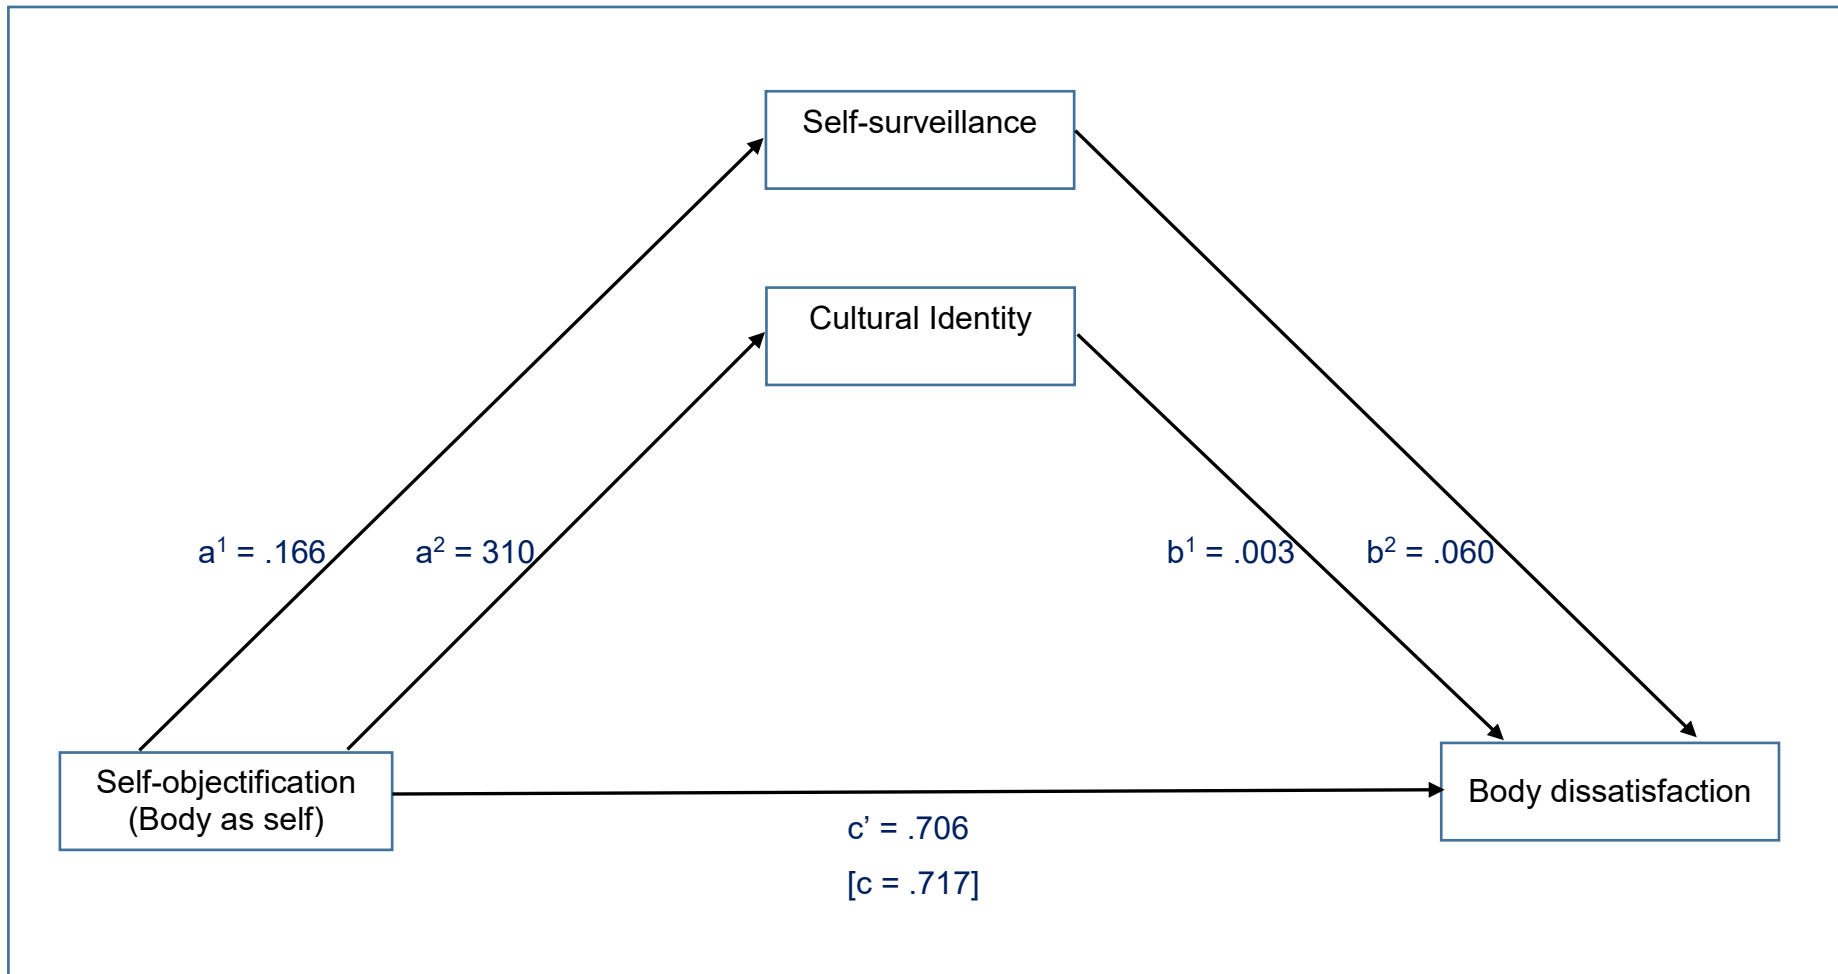 Self-surveillance
Cultural Identity
a¹ = .166
a² = 310
b¹ = .003
b² = .060
Self-objectification
(Body as self)
Body dissatisfaction
c’ = .706
[c = .717]